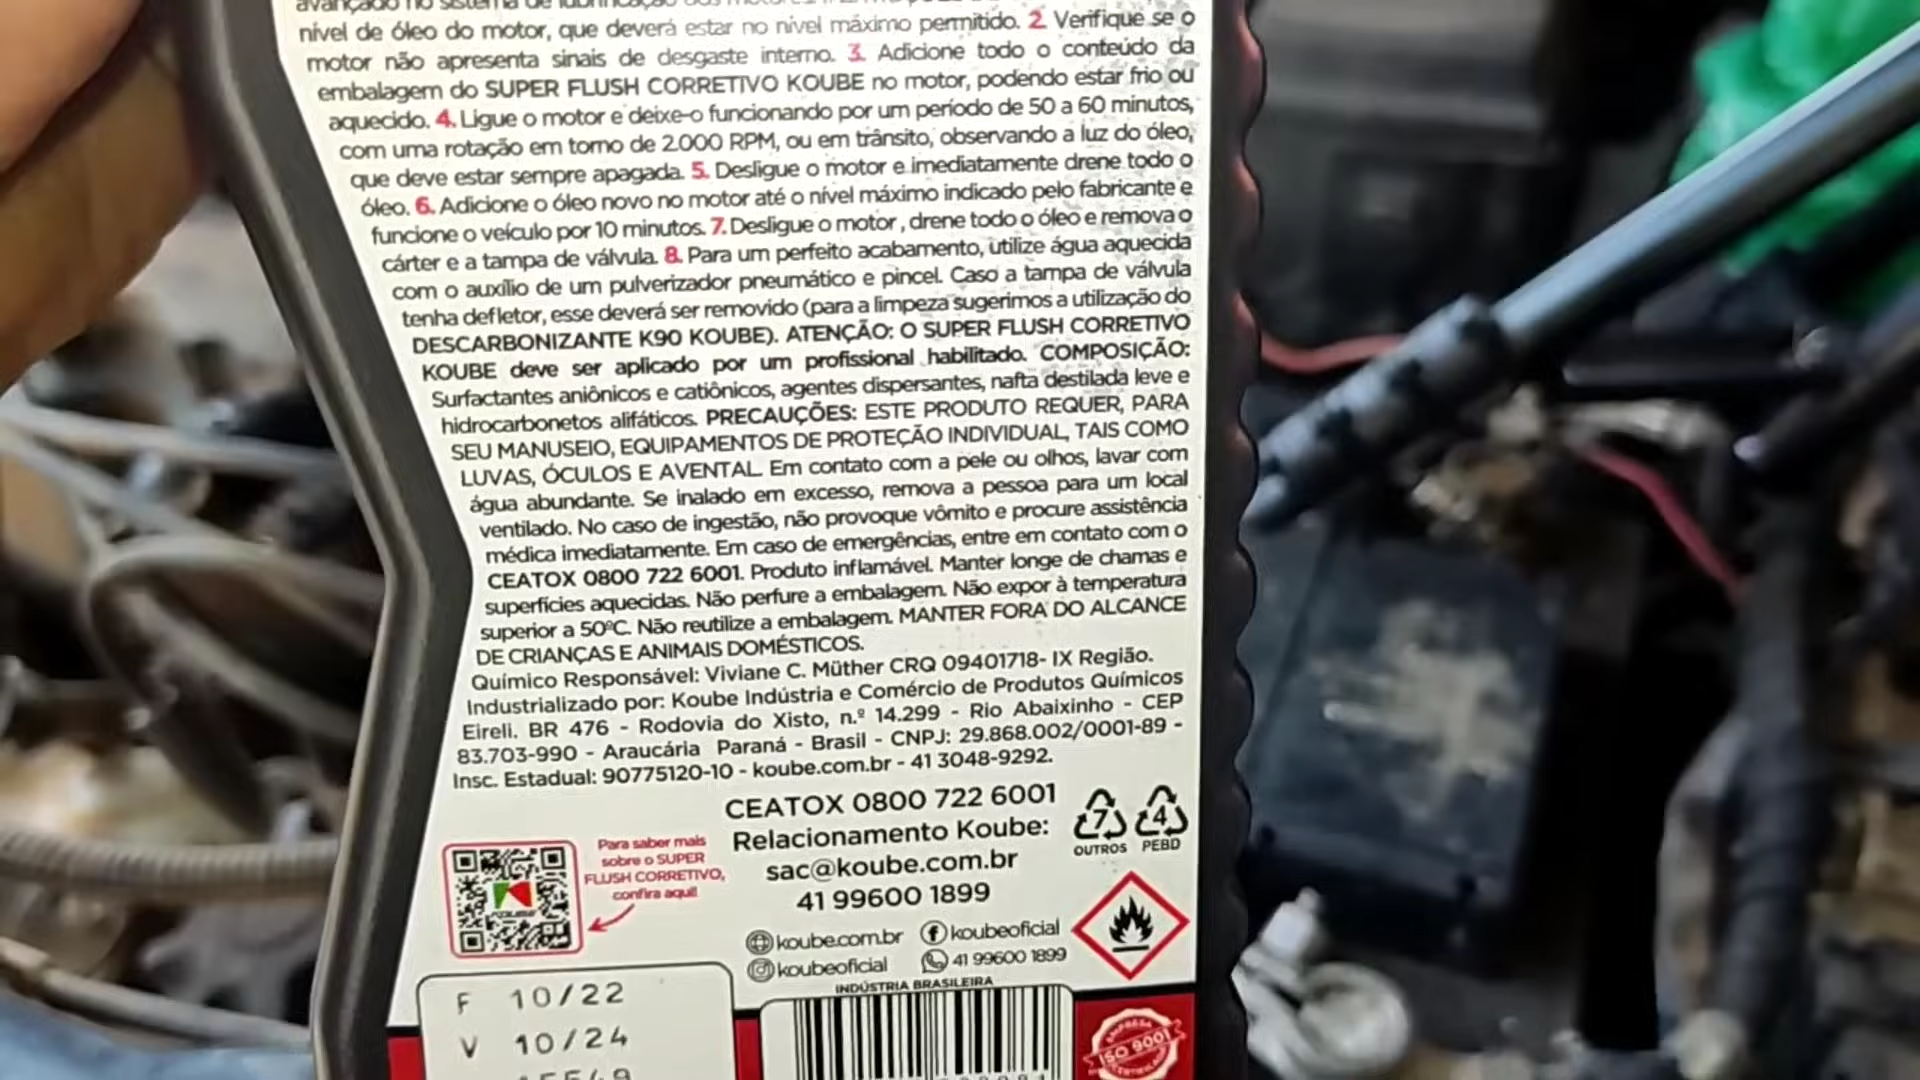 avançado no sistema de lubrificação dos
nível de óleo do motor, que deverá estar no nível máximo permitido. 2. Verifique se o
motor não apresenta sinais de desgaste interno. 3. Adicione todo o conteúdo da
embalagem do SUPER FLUSH CORRETIVO KOUBE no motor, podendo estar frio ou
aquecido. 4. Ligue o motor e deixe-o funcionando por um período de 50 a 60 minutos,
com uma rotação em torno de 2.000 RPM, ou em trânsito, observando a luz do óleo,
que deve estar sempre apagada. 5. Desligue o motor e imediatamente drene todo o
óleo. 6. Adicione o óleo novo no motor até o nível máximo indicado pelo fabricante e
funcione o veículo por 10 minutos. 7. Desligue o motor , drene todo o óleo e remova o
cárter e a tampa de válvula. 8. Para um perfeito acabamento, utilize água aquecida
com o auxílio de um pulverizador pneumático e pincel. Caso a tampa de válvula
tenha defletor, esse deverá ser removido (para a limpeza sugerimos a utilização do
DESCARBONIZANTE K90 KOUBE). ATENÇÃO: O SUPER FLUSH CORRETIVO
KOUBE deve ser aplicado por um profissional habilitado. COMPOSIÇÃO:
Surfactantes aniônicos e catiônicos, agentes dispersantes, nafta destilada leve e
hidrocarbonetos alifáticos. PRECAUÇÕES: ESTE PRODUTO REQUER, PARA
SEU MANUSEIO, EQUIPAMENTOS DE PROTEÇÃO INDIVIDUAL, TAIS COMO
LUVAS, ÓCULOS E AVENTAL. Em contato com a pele ou olhos, lavar com
água abundante. Se inalado em excesso, remova a pessoa para um local
ventilado. No caso de ingestão, não provoque vômito e procure assistência
médica imediatamente. Em caso de emergências, entre em contato com o
CEATOX 0800 722 6001. Produto inflamável. Manter longe de chamas e
superfícies aquecidas. Não perfure a embalagem. Não expor à temperatura
superior a 50ºC. Não reutilize a embalagem. MANTER FORA DO ALCANCE
DE CRIANÇAS E ANIMAIS DOMÉSTICOS.
Químico Responsável: Viviane C. Müther CRQ 09401718- IX Região.
Industrializado por: Koube Indústria e Comércio de Produtos Químicos
Eireli. BR 476 - Rodovia do Xisto, n.º 14.299 - Rio Abaixinho - CEP
83.703-990 - Araucária Paraná - Brasil - CNPJ: 29.868.002/0001-89 -
Insc. Estadual: 90775120-10 - koube.com.br - 41 3048-9292.
CEATOX 0800 722 6001
Relacionamento Koube:
sac@koube.com.br
41 99600 1899
7 4
OUTROS PEBD
Para saber mais
sobre o SUPER
FLUSH CORRETIVO,
confira aqui!
koube.com.br koubeoficial
koubeoficial 41 99600 1899
INDÚSTRIA BRASILEIRA
F 10/22
V 10/24
EMPRESA
ISO 9001